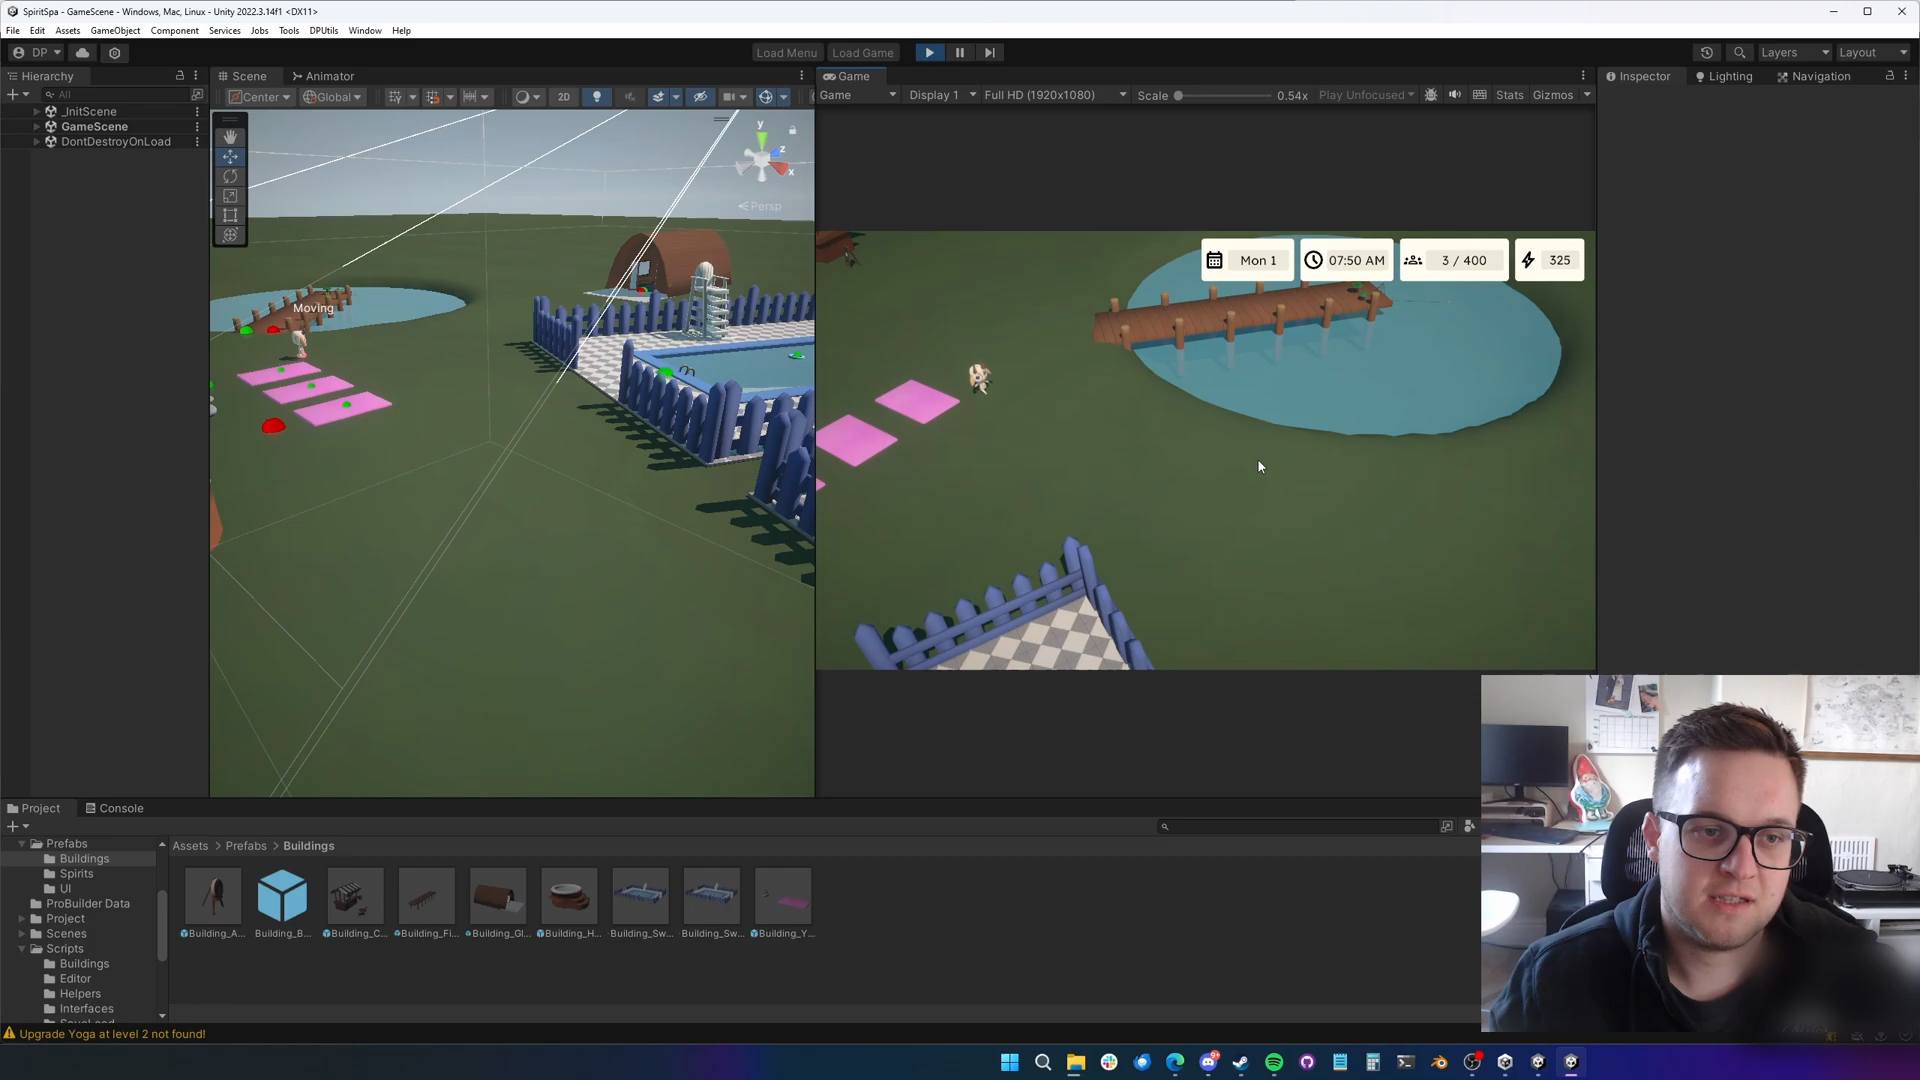 SpiritSpa - GameScene - Windows, Mac, Linux - Unity 2022.3.14f1 <DX11>
File Edit Assets GameObject Component Services Jobs Tools DPUtils Window Help
DP Load Menu Load Game Layers Layout
Hierarchy Scene Animator Game Inspector Lighting Navigation
All Center Global 2D Game Display 1 Full HD (1920x1080) Scale 0.54x Play Unfocused Stats Gizmos
_InitScene
GameScene
DontDestroyOnLoad
y
z
x
Persp
Moving
Mon 1 07:50 AM 3 / 400 325
Project Console
Prefabs
Buildings
Spirits
UI
ProBuilder Data
Project
Scenes
Scripts
Buildings
Editor
Helpers
Interfaces
Assets > Prefabs > Buildings
Building_A... Building_B... Building_C... Building_Fi... Building_Gl... Building_H... Building_Sw... Building_Sw... Building_Y...
Upgrade Yoga at level 2 not found!